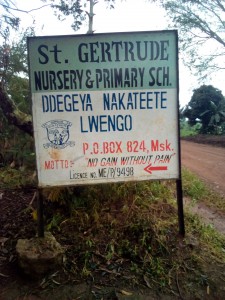 St. GERTRUDE
NURSERY & PRIMARY SCH.
DDEGEYA NAKATEETE
LWENGO
P.O.BOX 824, Msk.
MOTTO: "NO GAIN WITHOUT PAIN"
LICENCE NO. ME/P/9498